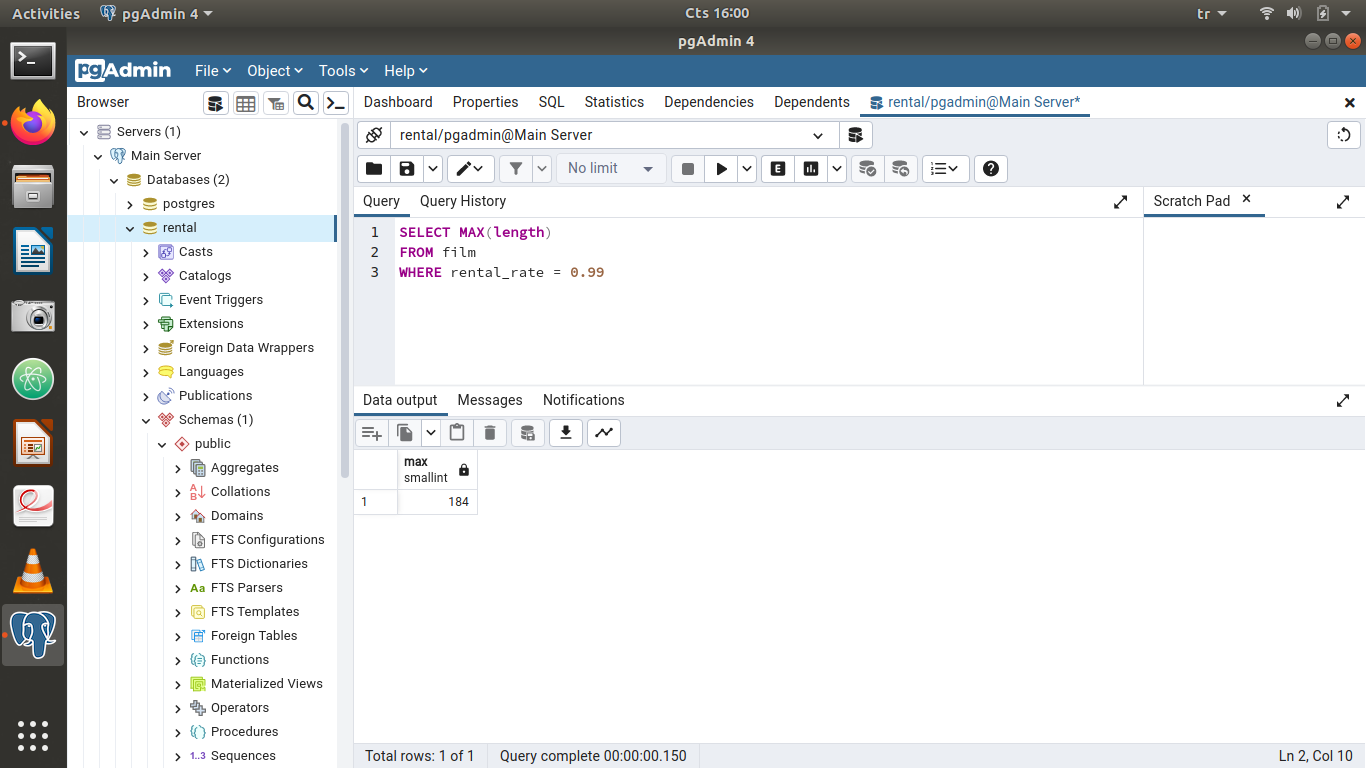 Activities pgAdmin 4 Cts 16:00 tr
pgAdmin 4
pgAdmin File Object Tools Help
Browser
Dashboard Properties SQL Statistics Dependencies Dependents rental/pgadmin@Main Server*
Servers (1)
Main Server
Databases (2)
postgres
rental
Casts
Catalogs
Event Triggers
Extensions
Foreign Data Wrappers
Languages
Publications
Schemas (1)
public
Aggregates
Collations
Domains
FTS Configurations
FTS Dictionaries
Aa FTS Parsers
FTS Templates
Foreign Tables
Functions
Materialized Views
Operators
Procedures
1..3 Sequences
rental/pgadmin@Main Server
No limit E
Query Query History Scratch Pad
1 SELECT MAX(length)
2 FROM film
3 WHERE rental_rate = 0.99
Data output Messages Notifications
max
smallint
1 184
Total rows: 1 of 1 Query complete 00:00:00.150 Ln 2, Col 10